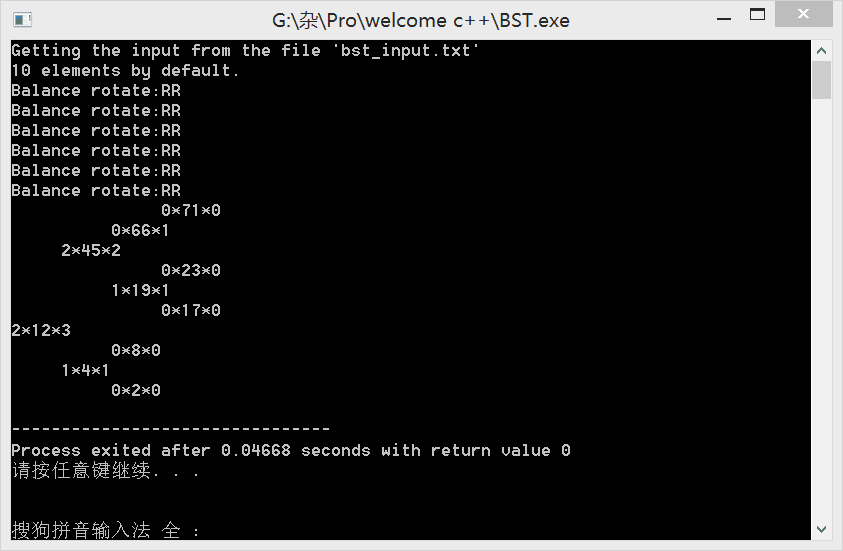 G:\杂\Pro\welcome c++\BST.exe
Getting the input from the file 'bst_input.txt'
10 elements by default.
Balance rotate:RR
Balance rotate:RR
Balance rotate:RR
Balance rotate:RR
Balance rotate:RR
Balance rotate:RR
0*71*0
0*66*1
2*45*2
0*23*0
1*19*1
0*17*0
2*12*3
0*8*0
1*4*1
0*2*0
--------------------------------
Process exited after 0.04668 seconds with return value 0
请按任意键继续. . .
搜狗拼音输入法 全 :